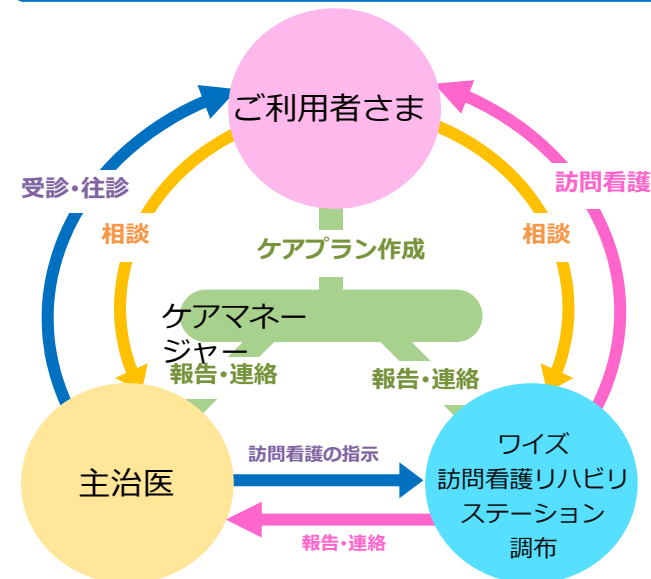 ご利用者さま
受診・往診
訪問看護
相談
相談
ケアプラン作成
ケアマネー
ジャー
報告・連絡
報告・連絡
主治医
訪問看護の指示
ワイズ
訪問看護リハビリ
ステーション
調布
報告・連絡